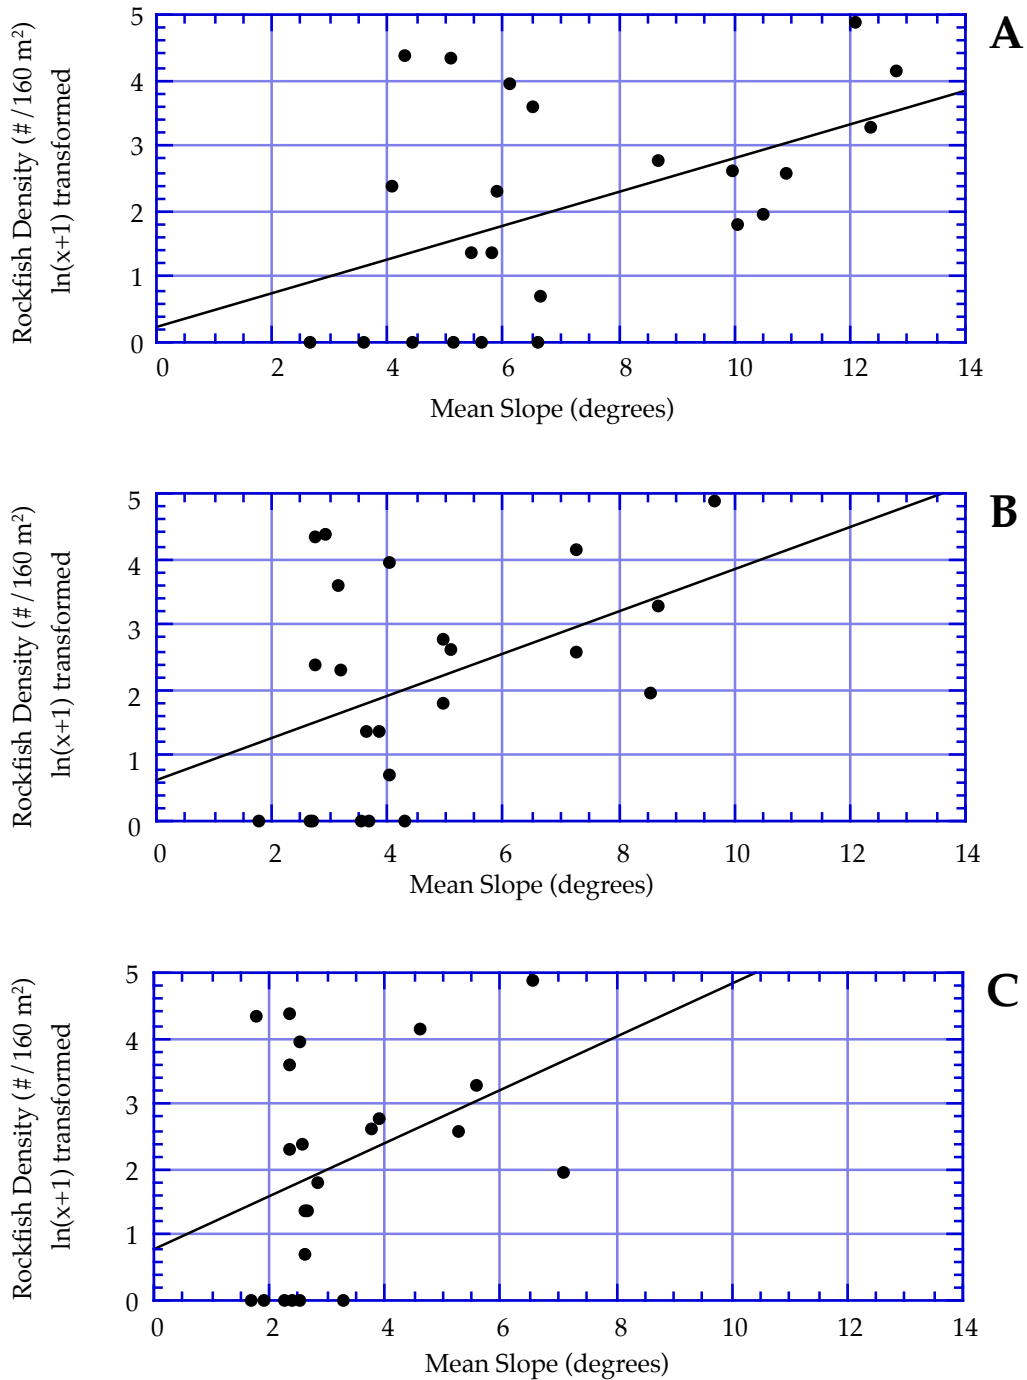 A
Rockfish Density (#/160 m²)
ln(x+1) transformed
5
4
3
2
1
0
0 2 4 6 8 10 12 14
Mean Slope (degrees)
B
Rockfish Density (#/160 m²)
ln(x+1) transformed
5
4
3
2
1
0
0 2 4 6 8 10 12 14
Mean Slope (degrees)
C
Rockfish Density (#/160 m²)
ln(x+1) transformed
5
4
3
2
1
0
0 2 4 6 8 10 12 14
Mean Slope (degrees)